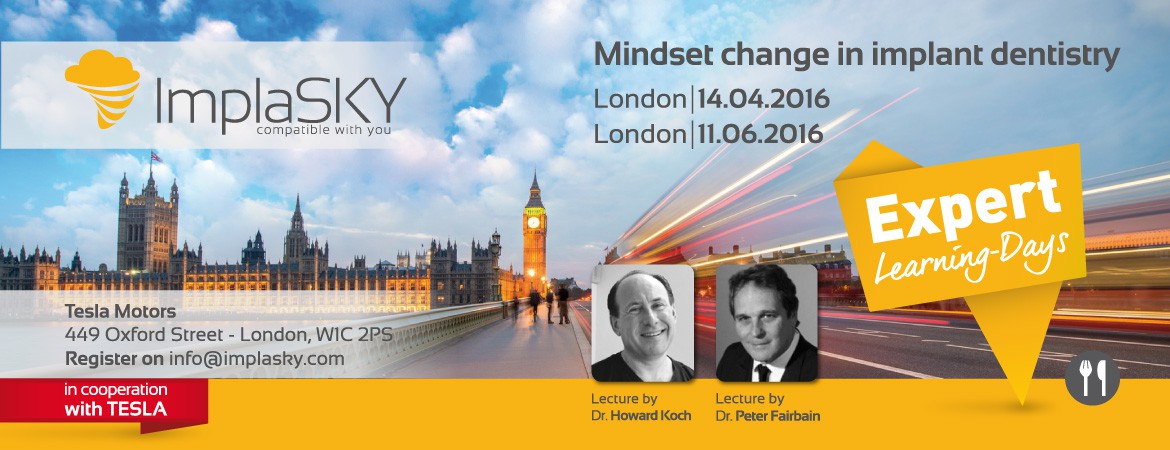 ImplaSKY
compatible with you
Mindset change in implant dentistry
London|14.04.2016
London|11.06.2016
Expert
Learning-Days
Tesla Motors
449 Oxford Street - London, WIC 2PS
Register on info@implasky.com
in cooperation
with TESLA
Lecture by
Dr. Howard Koch
Lecture by
Dr. Peter Fairbain